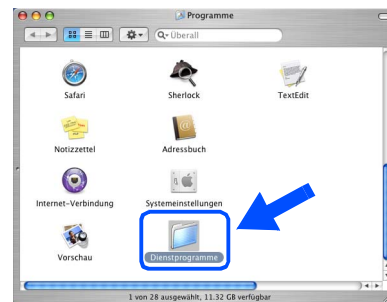 Programme
Überall
Safari
Sherlock
TextEdit
Notizzettel
Adressbuch
Internet-Verbindung
Systemeinstellungen
Vorschau
Dienstprogramme
1 von 28 ausgewählt, 11.32 GB verfügbar